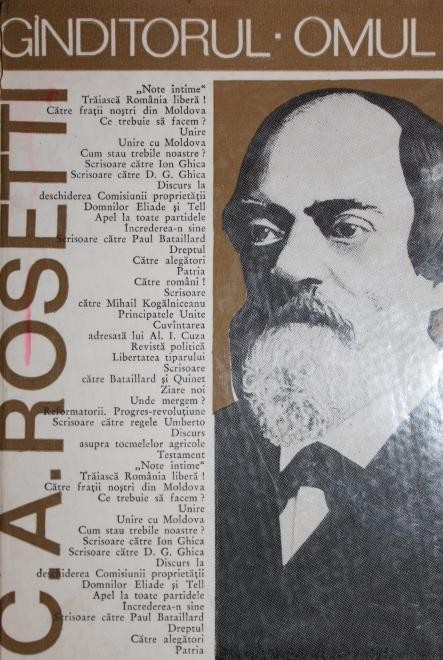 GÎNDITORUL · OMUL
C. A. ROSETTI
„Note intime“
Trăiască România liberă !
Către frații noștri din Moldova
Ce trebuie să facem ?
Unire
Unire cu Moldova
Cum stau trebile noastre ?
Scrisoare către Ion Ghica
Scrisoare către D. G. Ghica
Discurs la
deschiderea Comisiunii proprietății
Domnilor Eliade și Tell
Apel la toate partidele
Increderea-n sine
Scrisoare către Paul Bataillard
Dreptul
Către alegători
Patria
Către români !
Scrisoare
către Mihail Kogălniceanu
Principatele Unite
Cuvîntarea
adresată lui Al. I. Cuza
Revistă politică
Libertatea tiparului
Scrisoare
către Bataillard și Quinet
Ziare noi
Unde mergem ?
Reformatorii. Progres-revoluțiune
Scrisoare către regele Umberto
Discurs
asupra tocmelelor agricole
Testament
„Note intime“
Trăiască România liberă !
Către frații noștri din Moldova
Ce trebuie să facem ?
Unire
Unire cu Moldova
Cum stau trebile noastre ?
Scrisoare către Ion Ghica
Scrisoare către D. G. Ghica
Discurs la
deschiderea Comisiunii proprietății
Domnilor Eliade și Tell
Apel la toate partidele
Increderea-n sine
Scrisoare către Paul Bataillard
Dreptul
Către alegători
Patria